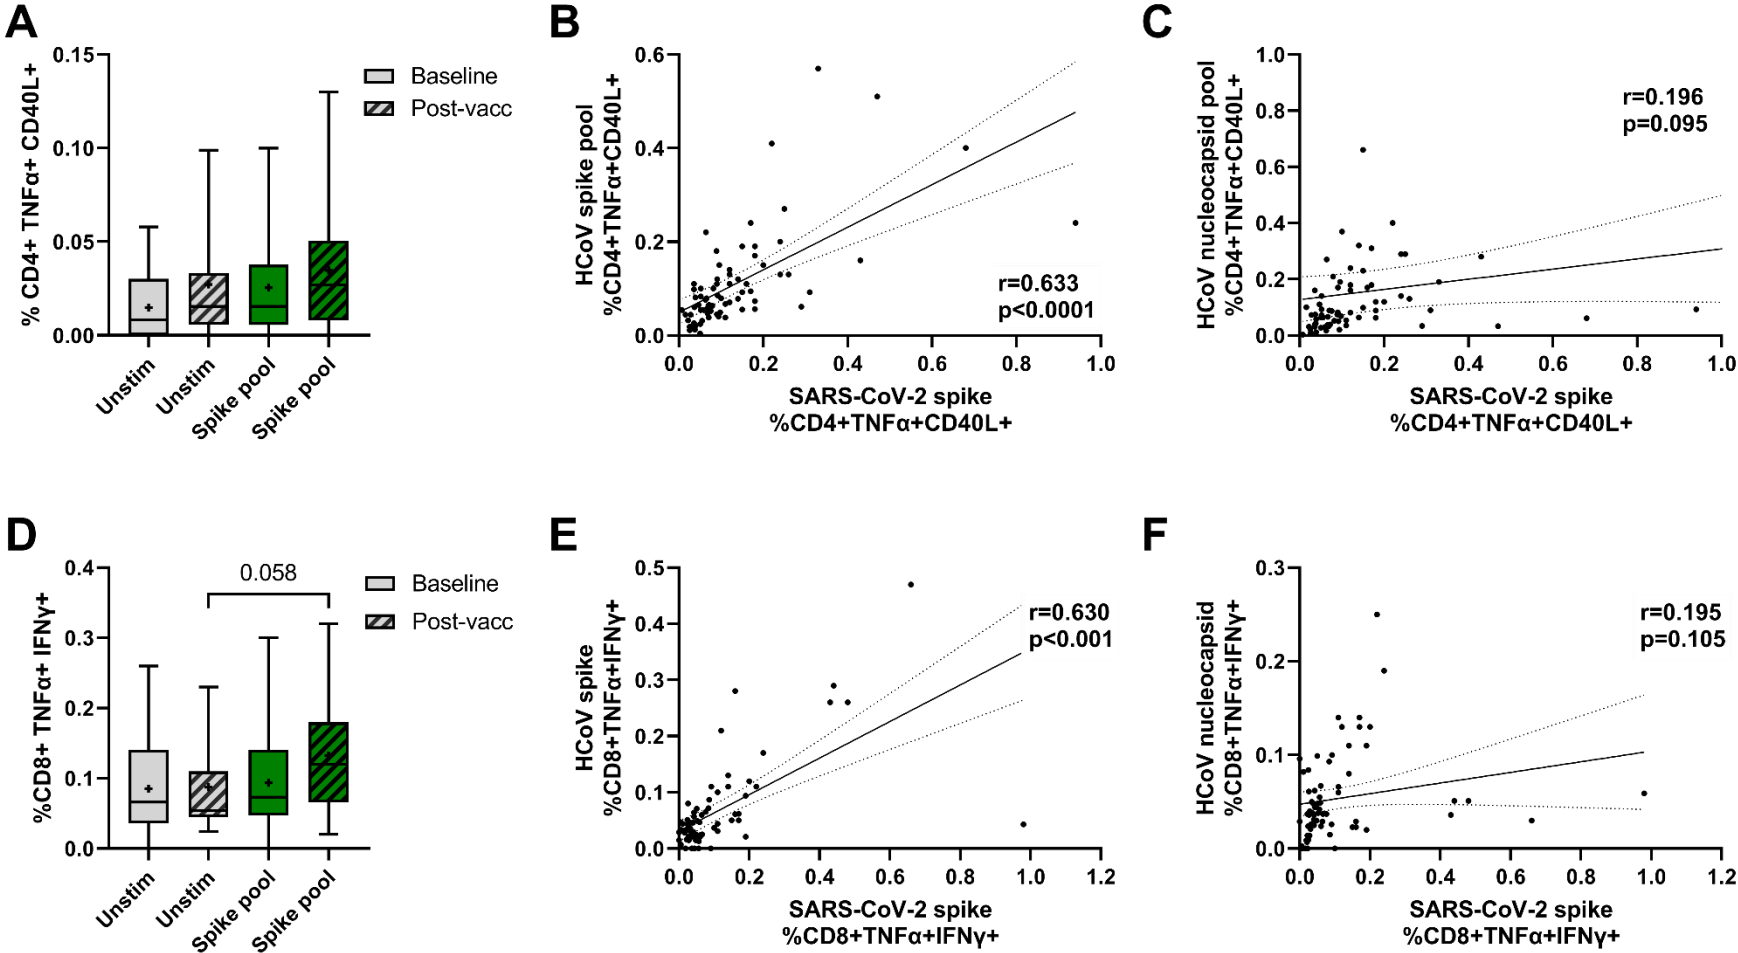 A
% CD4+ TNFα+ CD40L+
0.15
0.10
0.05
0.00
Unstim
Unstim
Spike pool
Spike pool
Baseline
Post-vacc
B
HCoV spike pool
%CD4+TNFα+CD40L+
0.6
0.4
0.2
0.0
0.0
0.2
0.4
0.6
0.8
1.0
r=0.633
p<0.0001
SARS-CoV-2 spike
%CD4+TNFα+CD40L+
C
HCoV nucleocapsid pool
%CD4+TNFα+CD40L+
1.0
0.8
0.6
0.4
0.2
0.0
0.0
0.2
0.4
0.6
0.8
1.0
r=0.196
p=0.095
SARS-CoV-2 spike
%CD4+TNFα+CD40L+
D
%CD8+ TNFα+ IFNγ+
0.4
0.3
0.2
0.1
0.0
0.058
Unstim
Unstim
Spike pool
Spike pool
Baseline
Post-vacc
E
HCoV spike
%CD8+TNFα+IFNγ+
0.5
0.4
0.3
0.2
0.1
0.0
0.0
0.2
0.4
0.6
0.8
1.0
1.2
r=0.630
p<0.001
SARS-CoV-2 spike
%CD8+TNFα+IFNγ+
F
HCoV nucleocapsid
%CD8+TNFα+IFNγ+
0.3
0.2
0.1
0.0
0.0
0.2
0.4
0.6
0.8
1.0
1.2
r=0.195
p=0.105
SARS-CoV-2 spike
%CD8+TNFα+IFNγ+